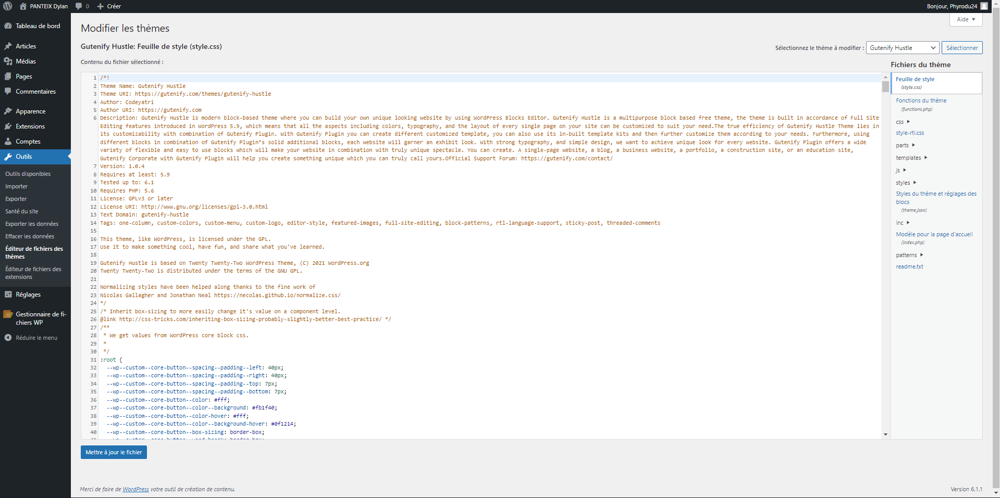 PANTEIX Dylan
0
Créer
Bonjour, Phyrodu24
Tableau de bord
Articles
Médias
Pages
Commentaires
Apparence
Extensions
Comptes
Outils
Outils disponibles
Importer
Exporter
Santé du site
Exporter les données
Effacer les données
Éditeur de fichiers des
thèmes
Éditeur de fichiers des
extensions
Réglages
Gestionnaire de fi-
chiers WP
Réduire le menu
Aide ▼
Modifier les thèmes
Gutenify Hustle: Feuille de style (style.css)
Sélectionnez le thème à modifier :
Gutenify Hustle
Sélectionner
Contenu du fichier sélectionné :
1 /*!
2 Theme Name: Gutenify Hustle
3 Theme URI: https://gutenify.com/themes/gutenify-hustle
4 Author: Codeyatri
5 Author URI: https://gutenify.com
6 Description: Gutenify Hustle is modern block-based theme where you can build your own unique looking website by using WordPress Blocks Editor. Gutenify Hustle is a multipurpose block based free theme, the theme is built in accordance of Full Site
Editing features introduced in WordPress 5.9, which means that all the aspects including colors, typography, and the layout of every single page on your site can be customized to suit your need.The true efficiency of Gutenify Hustle Theme lies in
its customizability with combination of Gutenify Plugin. With Gutenify Plugin you can create different customized template, you can also use its in-built template kits and then further customize them according to your needs. Furthermore, using
different blocks in combination of Gutenify Plugin’s solid additional blocks, each website will garner an exhibit look. With strong typography, and simple design, we want to achieve unique look for every website. Gutenify Plugin offers a wide
variety of flexible and easy to use blocks which will make your website in combination with truly unique spectacle. You can create. A single-page website, a blog, a business website, a portfolio, a construction site, or an education site,
Gutenify Corporate with Gutenify Plugin will help you create something unique which you can truly call yours.Official Support Forum: https://gutenify.com/contact/
7 Version: 1.0.4
8 Requires at least: 5.9
9 Tested up to: 6.1
10 Requires PHP: 5.6
11 License: GPLv3 or later
12 License URI: http://www.gnu.org/licenses/gpl-3.0.html
13 Text Domain: gutenify-hustle
14 Tags: one-column, custom-colors, custom-menu, custom-logo, editor-style, featured-images, full-site-editing, block-patterns, rtl-language-support, sticky-post, threaded-comments
15
16 This theme, like WordPress, is licensed under the GPL.
17 Use it to make something cool, have fun, and share what you've learned.
18
19 Gutenify Hustle is based on Twenty Twenty-Two WordPress Theme, (C) 2021 WordPress.org
20 Twenty Twenty-Two is distributed under the terms of the GNU GPL.
21
22 Normalizing styles have been helped along thanks to the fine work of
23 Nicolas Gallagher and Jonathan Neal https://necolas.github.io/normalize.css/
24 */
25 /* Inherit box-sizing to more easily change it's value on a component level.
26 @link http://css-tricks.com/inheriting-box-sizing-probably-slightly-better-best-practice/ */
27 /**
28 * We get values from WordPress core block css.
29 *
30 */
31 :root {
32 --wp--custom--core-button--spacing--padding--left: 40px;
33 --wp--custom--core-button--spacing--padding--right: 40px;
34 --wp--custom--core-button--spacing--padding--top: 7px;
35 --wp--custom--core-button--spacing--padding--bottom: 7px;
36 --wp--custom--core-button--color: #fff;
37 --wp--custom--core-button--color--background: #fb1f40;
38 --wp--custom--core-button--color-hover: #fff;
39 --wp--custom--core-button--color--background-hover: #0f1214;
40 --wp--custom--core-button--box-sizing: border-box;
Fichiers du thème
Feuille de style
(style.css)
Fonctions du thème
(functions.php)
css
style-rtl.css
parts
templates
js
styles
Styles du thème et réglages des
blocs
(theme.json)
inc
Modèle pour la page d’accueil
(index.php)
patterns
readme.txt
Mettre à jour le fichier
Merci de faire de WordPress votre outil de création de contenu.
Version 6.1.1